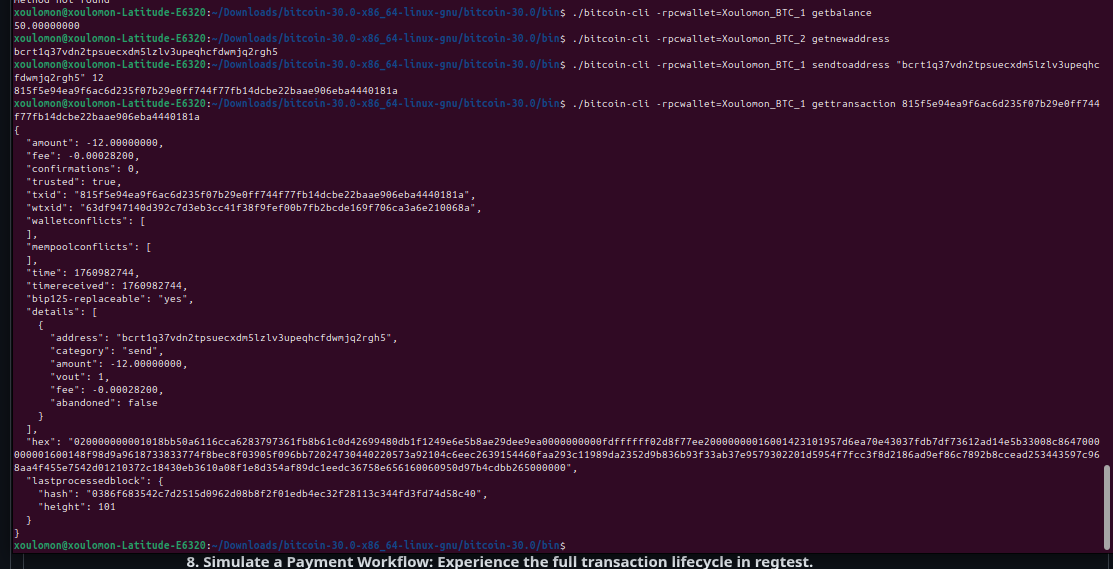 method not found
xoulomon@xoulomon-Latitude-E6320:~/Downloads/bitcoin-30.0-x86_64-linux-gnu/bitcoin-30.0/bin$ ./bitcoin-cli -rpcwallet=Xoulomon_BTC_1 getbalance
50.00000000
xoulomon@xoulomon-Latitude-E6320:~/Downloads/bitcoin-30.0-x86_64-linux-gnu/bitcoin-30.0/bin$ ./bitcoin-cli -rpcwallet=Xoulomon_BTC_2 getnewaddress
bcrt1q37vdn2tpsuecxdm5lzlv3upeqhcfdwmjq2rgh5
xoulomon@xoulomon-Latitude-E6320:~/Downloads/bitcoin-30.0-x86_64-linux-gnu/bitcoin-30.0/bin$ ./bitcoin-cli -rpcwallet=Xoulomon_BTC_1 sendtoaddress "bcrt1q37vdn2tpsuecxdm5lzlv3upeqhc
fdwmjq2rgh5" 12
815f5e94ea9f6ac6d235f07b29e0ff744f77fb14dcbe22baae906eba4440181a
xoulomon@xoulomon-Latitude-E6320:~/Downloads/bitcoin-30.0-x86_64-linux-gnu/bitcoin-30.0/bin$ ./bitcoin-cli -rpcwallet=Xoulomon_BTC_1 gettransaction 815f5e94ea9f6ac6d235f07b29e0ff744
f77fb14dcbe22baae906eba4440181a
{
"amount": -12.00000000,
"fee": -0.00028200,
"confirmations": 0,
"trusted": true,
"txid": "815f5e94ea9f6ac6d235f07b29e0ff744f77fb14dcbe22baae906eba4440181a",
"wtxid": "63df947140d392c7d3eb3cc41f38f9fef00b7fb2bcde169f706ca3a6e210068a",
"walletconflicts": [
],
"mempoolconflicts": [
],
"time": 1760982744,
"timereceived": 1760982744,
"bip125-replaceable": "yes",
"details": [
{
"address": "bcrt1q37vdn2tpsuecxdm5lzlv3upeqhcfdwmjq2rgh5",
"category": "send",
"amount": -12.00000000,
"vout": 1,
"fee": -0.00028200,
"abandoned": false
}
],
"hex": "020000000001018bb50a6116cca6283797361fb8b61c0d42699480db1f1249e6e5b8ae29dee9ea0000000000fdffffff02d8f77ee20000000016001423101957d6ea70e43037fdb7df73612ad14e5b33008c8647000
000001600148f98d9a9618733833774f8bec8f03905f096bb72024730440220573a92104c6eec2639154460faa293c11989da2352d9b836b93f33ab37e9579302201d5954f7fcc3f8d2186ad9ef86c7892b8ccead253443597c96
8aa4f455e7542d01210372c18430eb3610a08f1e8d354af89dc1eedc36758e656160060950d97b4cdbb265000000",
"lastprocessedblock": {
"hash": "0386f683542c7d2515d0962d08b8f2f01edb4ec32f28113c344fd3fd74d58c40",
"height": 101
}
}
xoulomon@xoulomon-Latitude-E6320:~/Downloads/bitcoin-30.0-x86_64-linux-gnu/bitcoin-30.0/bin$
8. Simulate a Payment Workflow: Experience the full transaction lifecycle in regtest.